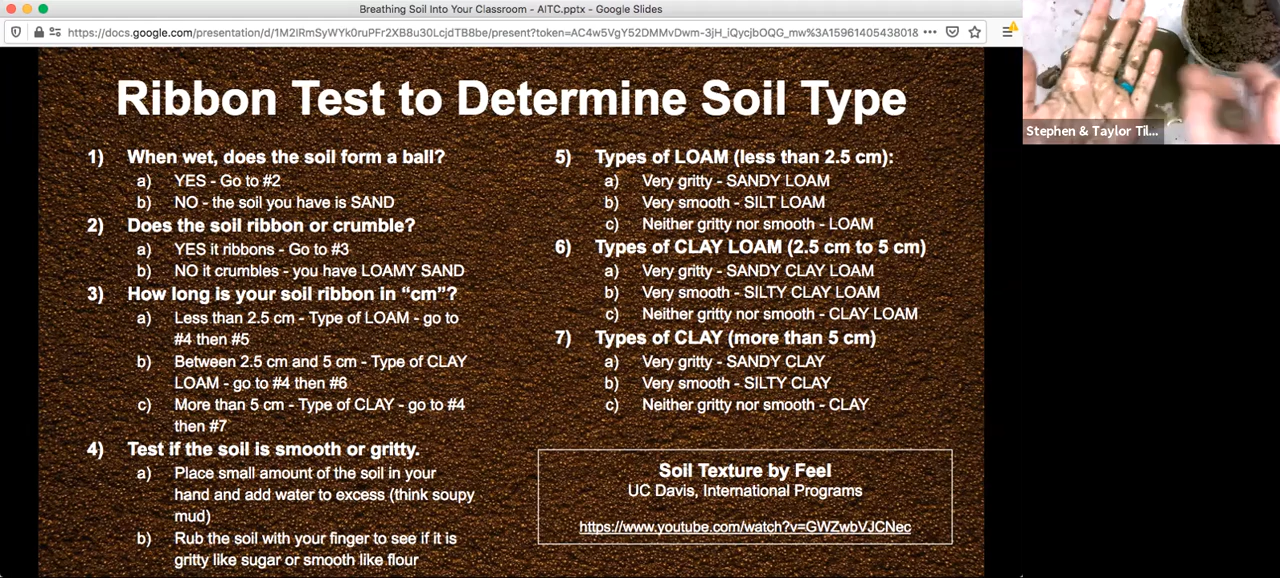 Breathing Soil Into Your Classroom - AITC.pptx - Google Slides
https://docs.google.com/presentation/d/1M2lRmSyWYk0ruPFr2XB8u30LcjdTB8be/present?token=AC4w5VgY52DMMvDwm-3jH_iQycjbOQG_mw%3A1596140543801&
Ribbon Test to Determine Soil Type
1) When wet, does the soil form a ball?
a) YES - Go to #2
b) NO - the soil you have is SAND
2) Does the soil ribbon or crumble?
a) YES it ribbons - Go to #3
b) NO it crumbles - you have LOAMY SAND
3) How long is your soil ribbon in “cm”?
a) Less than 2.5 cm - Type of LOAM - go to
#4 then #5
b) Between 2.5 cm and 5 cm - Type of CLAY
LOAM - go to #4 then #6
c) More than 5 cm - Type of CLAY - go to #4
then #7
4) Test if the soil is smooth or gritty.
a) Place small amount of the soil in your
hand and add water to excess (think soupy
mud)
b) Rub the soil with your finger to see if it is
gritty like sugar or smooth like flour
5) Types of LOAM (less than 2.5 cm):
a) Very gritty - SANDY LOAM
b) Very smooth - SILT LOAM
c) Neither gritty nor smooth - LOAM
6) Types of CLAY LOAM (2.5 cm to 5 cm)
a) Very gritty - SANDY CLAY LOAM
b) Very smooth - SILTY CLAY LOAM
c) Neither gritty nor smooth - CLAY LOAM
7) Types of CLAY (more than 5 cm)
a) Very gritty - SANDY CLAY
b) Very smooth - SILTY CLAY
c) Neither gritty nor smooth - CLAY
Soil Texture by Feel
UC Davis, International Programs
https://www.youtube.com/watch?v=GWZwbVJCNec
Stephen & Taylor Til...